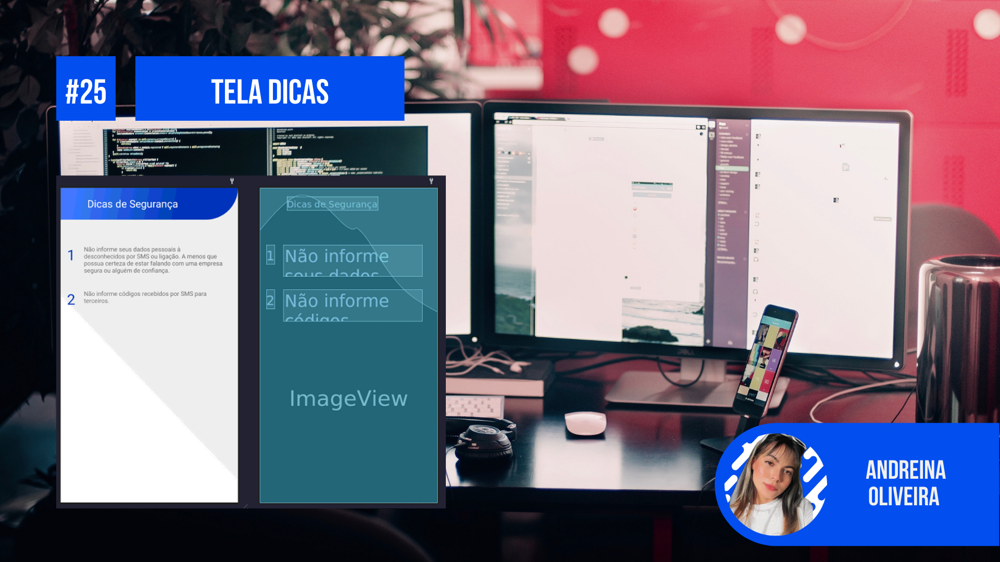 #25
TELA DICAS
Dicas de Segurança
1
Não informe seus dados pessoais à
desconhecidos por SMS ou ligação. A menos que
possua certeza de estar falando com uma empresa
segura ou alguém de confiança.
2
Não informe códigos recebidos por SMS para
terceiros.
Dicas de Segurança
1
Não informe
seus dados
2
Não informe
códigos
ImageView
ANDREINA
OLIVEIRA